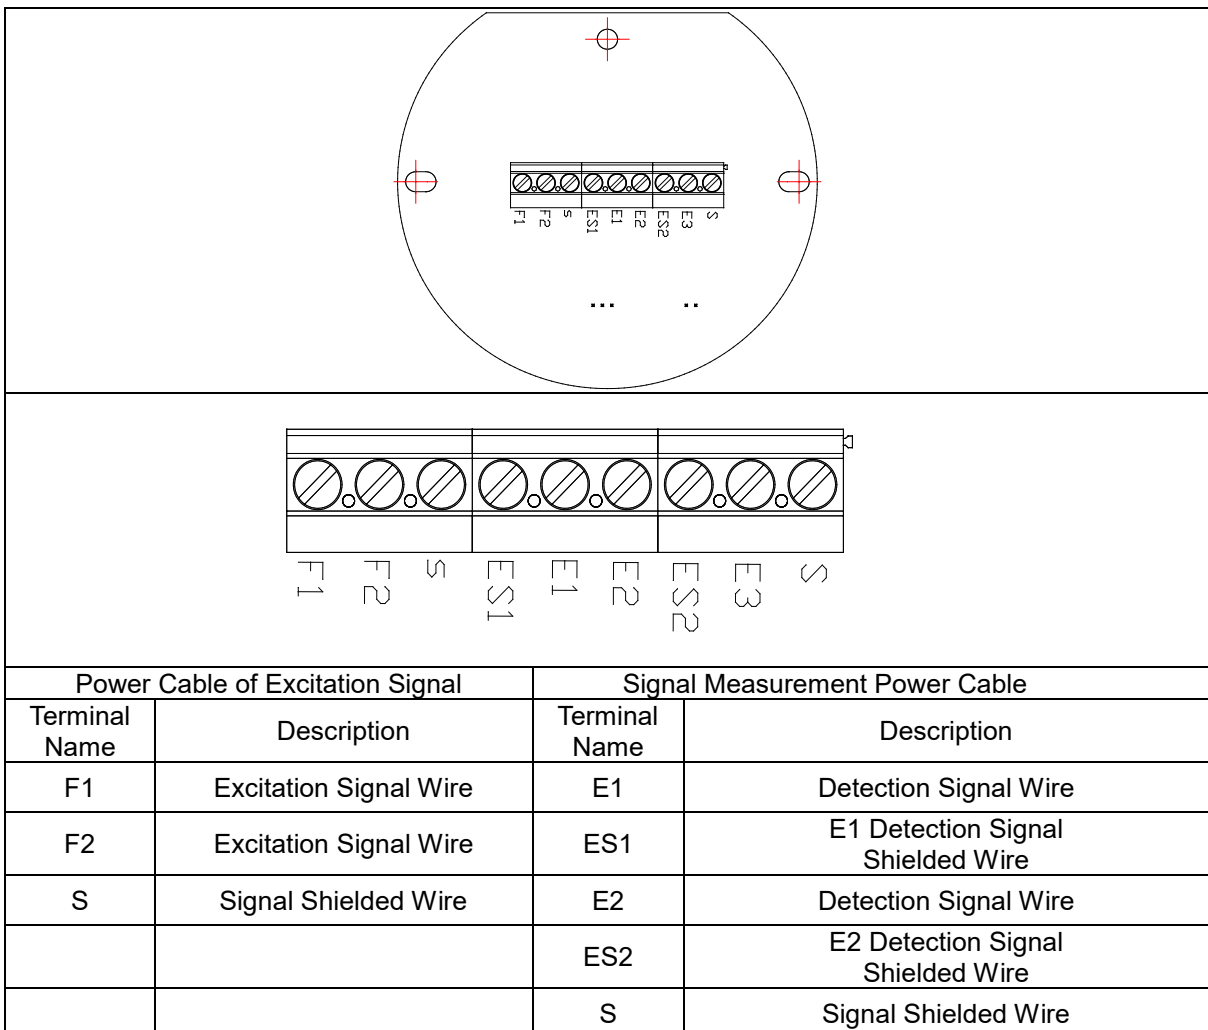 F1 F2 s ES1 E1 E2 ES2 E3 S
... ..
F1 F2 S ES1 E1 E2 ES2 E3 S
Power Cable of Excitation Signal Signal Measurement Power Cable
Terminal Name Description Terminal Name Description
F1 Excitation Signal Wire E1 Detection Signal Wire
F2 Excitation Signal Wire ES1 E1 Detection Signal Shielded Wire
S Signal Shielded Wire E2 Detection Signal Wire
ES2 E2 Detection Signal Shielded Wire
S Signal Shielded Wire